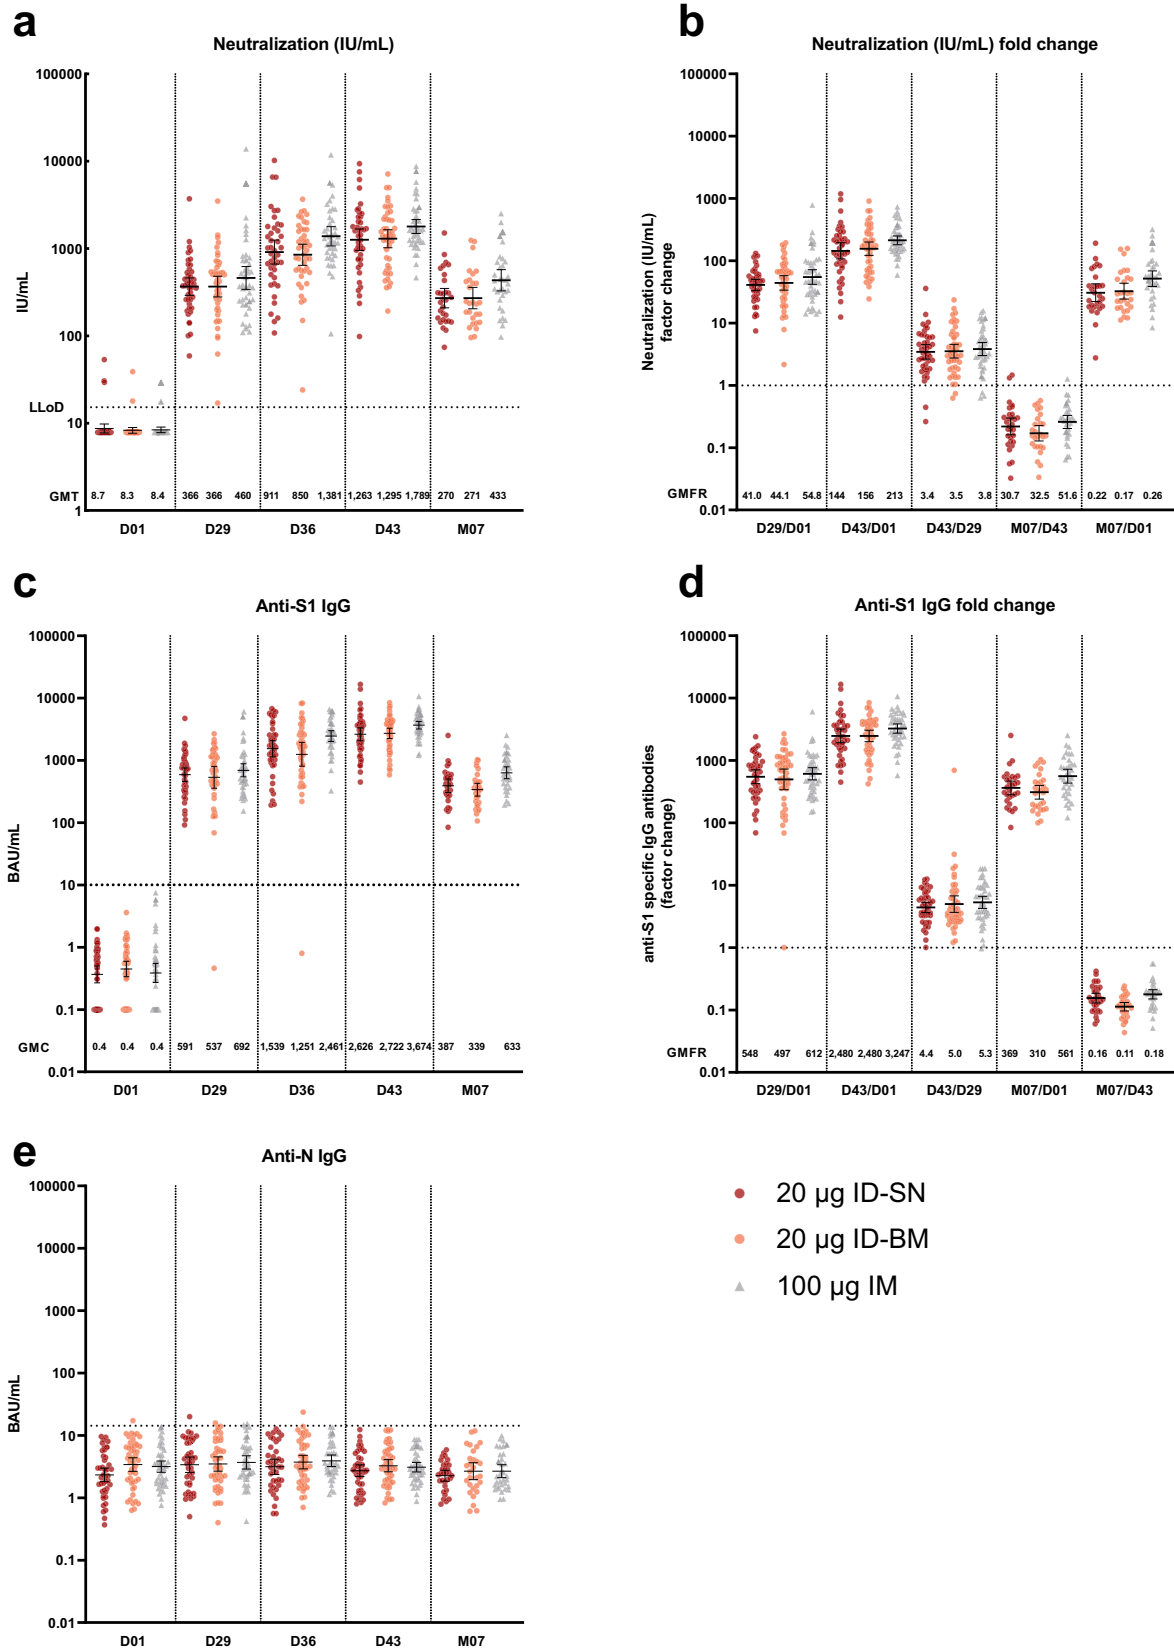 a
Neutralization (IU/mL)
100000
10000
1000
100
LLoD
10
1
IU/mL
GMT 8.7 8.3 8.4 366 366 460 911 850 1,381 1,263 1,295 1,789 270 271 433
D01 D29 D36 D43 M07
b
Neutralization (IU/mL) fold change
100000
10000
1000
100
10
1
0.1
0.01
Neutralization (IU/mL)
factor change
GMFR 41.0 44.1 54.8 144 156 213 3.4 3.5 3.8 30.7 32.5 51.6 0.22 0.17 0.26
D29/D01 D43/D01 D43/D29 M07/D43 M07/D01
c
Anti-S1 IgG
100000
10000
1000
100
10
1
0.1
0.01
BAU/mL
GMC 0.4 0.4 0.4 591 537 692 1,539 1,251 2,461 2,626 2,722 3,674 387 339 633
D01 D29 D36 D43 M07
d
Anti-S1 IgG fold change
100000
10000
1000
100
10
1
0.1
0.01
anti-S1 specific IgG antibodies
(factor change)
GMFR 548 497 612 2,480 2,480 3,247 4.4 5.0 5.3 369 310 561 0.16 0.11 0.18
D29/D01 D43/D01 D43/D29 M07/D01 M07/D43
e
Anti-N IgG
100000
10000
1000
100
10
1
0.1
0.01
BAU/mL
D01 D29 D36 D43 M07
20 µg ID-SN
20 µg ID-BM
100 µg IM